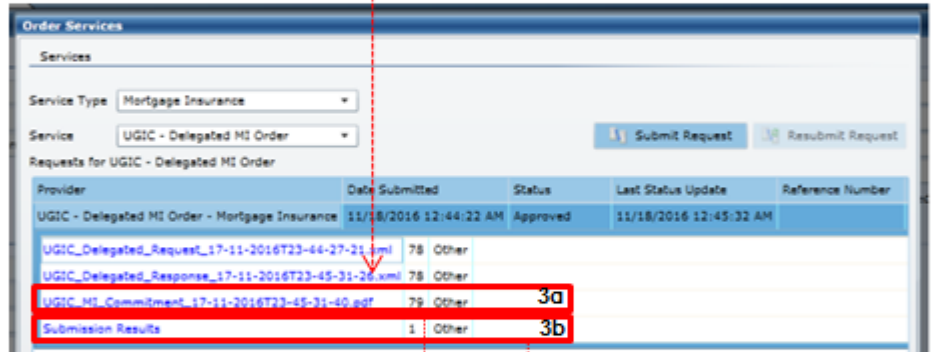 Order Services
Services
Service Type Mortgage Insurance
Service UGIC - Delegated MI Order Submit Request Resubmit Request
Requests for UGIC - Delegated MI Order
Provider Date Submitted Status Last Status Update Reference Number
UGIC - Delegated MI Order - Mortgage Insurance 11/18/2016 12:44:22 AM Approved 11/18/2016 12:45:32 AM
UGIC_Delegated_Request_17-11-2016T23-44-27-21.xml 78 Other
UGIC_Delegated_Response_17-11-2016T23-45-31-26.xml 78 Other
UGIC_MI_Commitment_17-11-2016T23-45-31-40.pdf 79 Other 3a
Submission Results 1 Other 3b